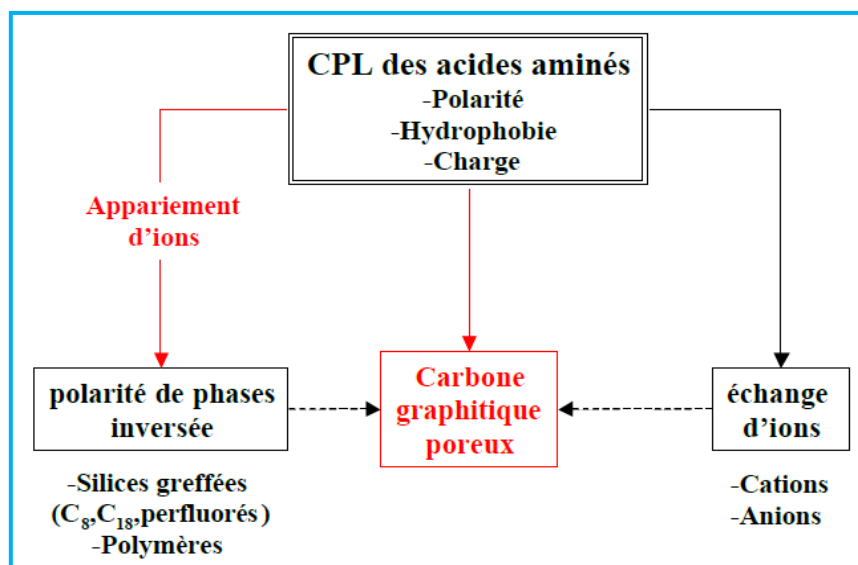 CPL des acides aminés
-Polarité
-Hydrophobie
-Charge
Appariement
d'ions
polarité de phases
inversée
-Silices greffées
(C₈,C₁₈,perfluorés)
-Polymères
Carbone
graphitique
poreux
échange
d'ions
-Cations
-Anions